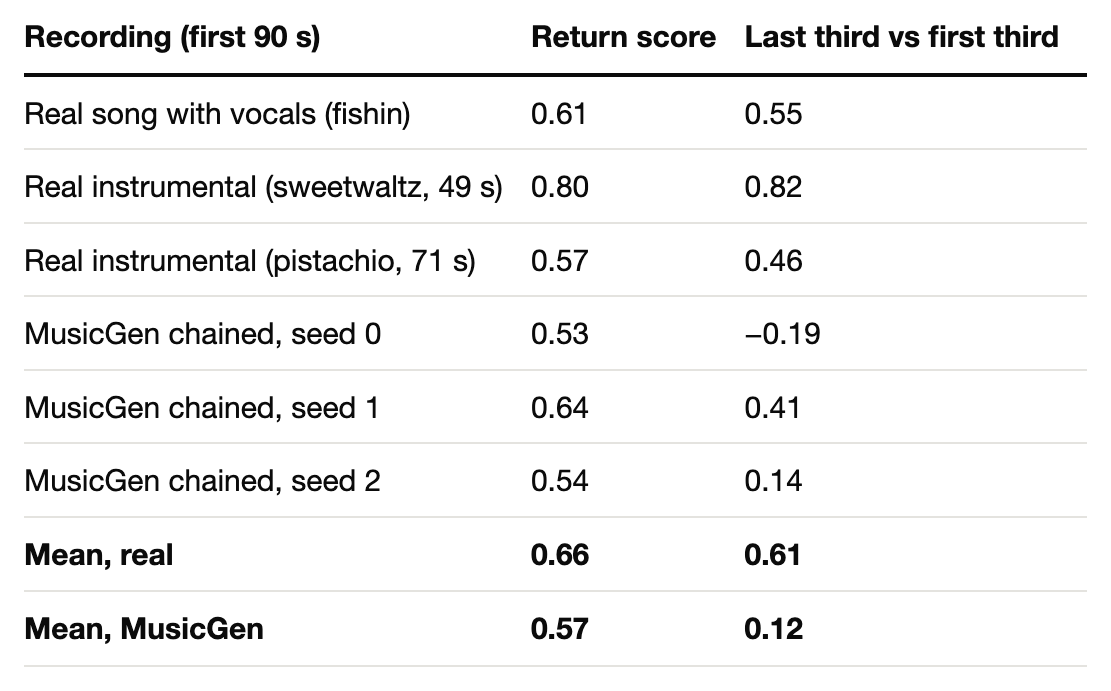 Recording (first 90 s) Return score Last third vs first third
Real song with vocals (fishin) 0.61 0.55
Real instrumental (sweetwaltz, 49 s) 0.80 0.82
Real instrumental (pistachio, 71 s) 0.57 0.46
MusicGen chained, seed 0 0.53 −0.19
MusicGen chained, seed 1 0.64 0.41
MusicGen chained, seed 2 0.54 0.14
Mean, real 0.66 0.61
Mean, MusicGen 0.57 0.12